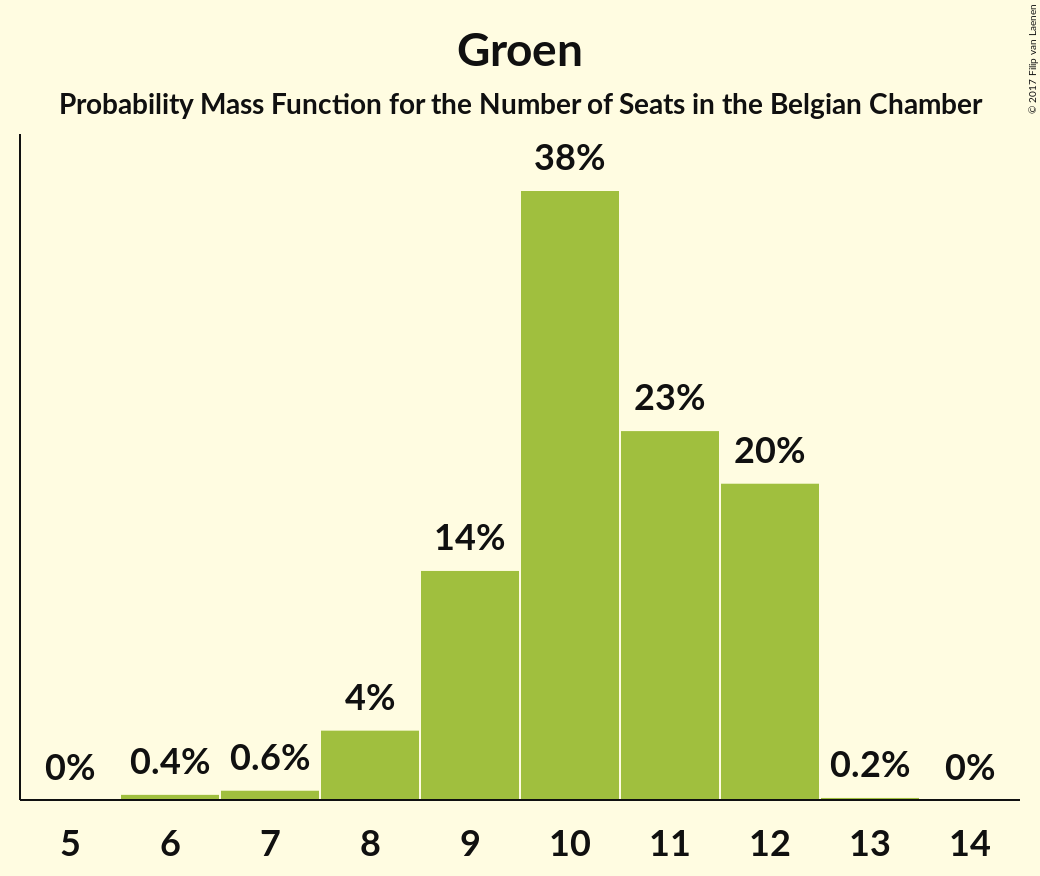 Groen
Probability Mass Function for the Number of Seats in the Belgian Chamber
© 2017 Filip van Laenen
38%
23%
20%
14%
4%
0%
0.4%
0.6%
0.2%
0%
5 6 7 8 9 10 11 12 13 14